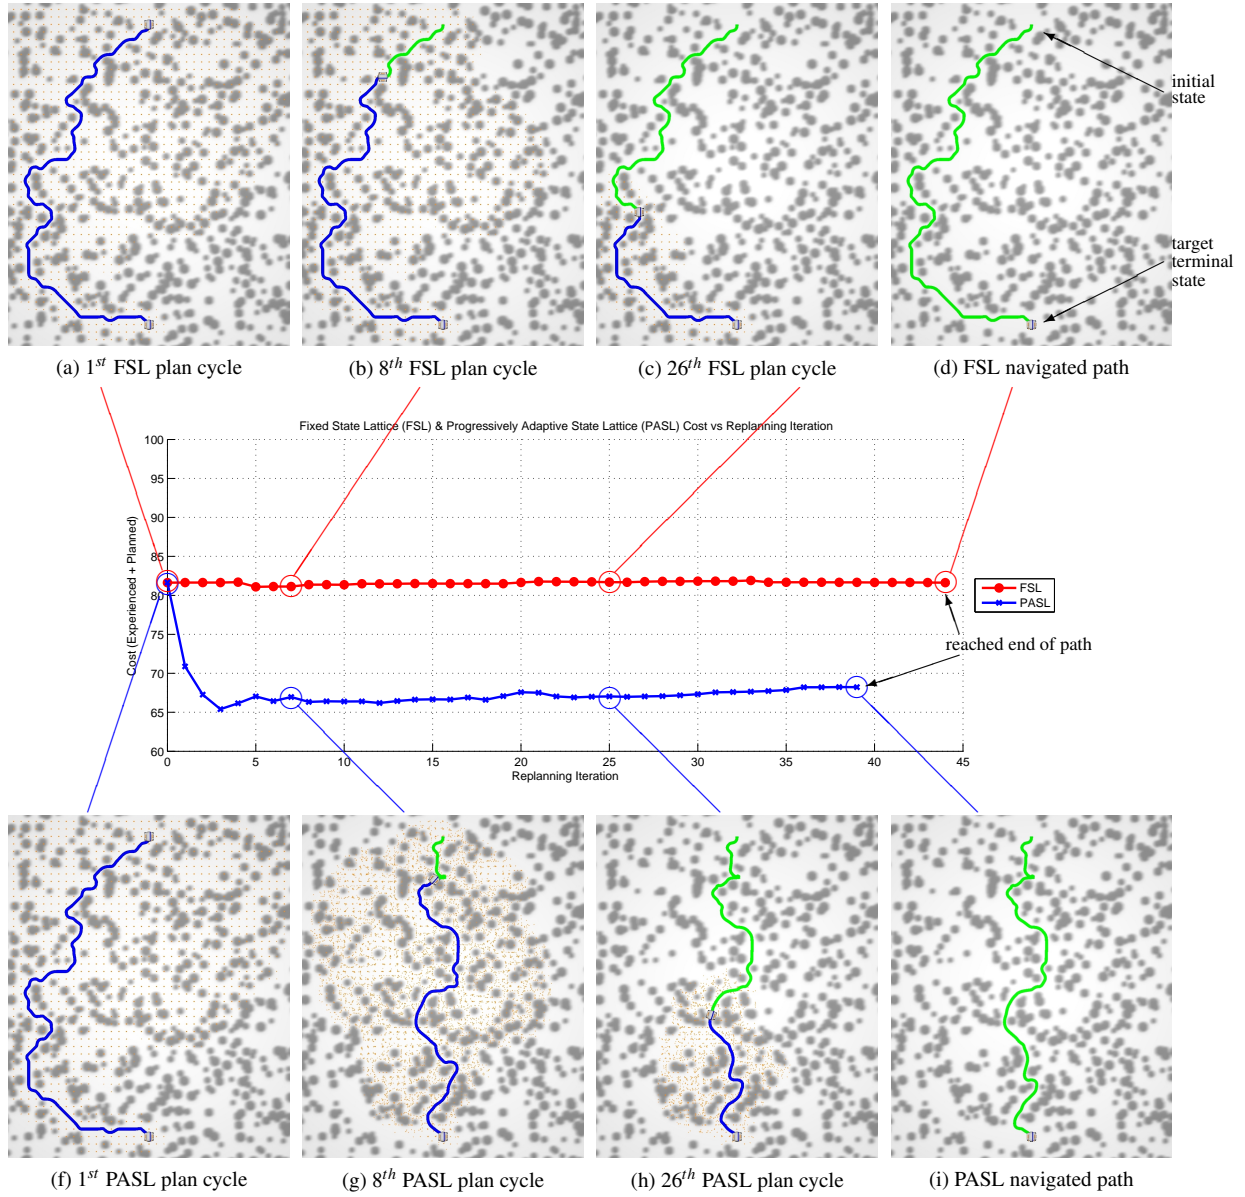 initial
state
target
terminal
state
(a) 1st FSL plan cycle
(b) 8th FSL plan cycle
(c) 26th FSL plan cycle
(d) FSL navigated path
Fixed State Lattice (FSL) & Progressively Adaptive State Lattice (PASL) Cost vs Replanning Iteration
Cost (Experienced + Planned)
100
95
90
85
80
75
70
65
60
0
5
10
15
20
25
30
35
40
45
Replanning Iteration
FSL
PASL
reached end of path
(f) 1st PASL plan cycle
(g) 8th PASL plan cycle
(h) 26th PASL plan cycle
(i) PASL navigated path